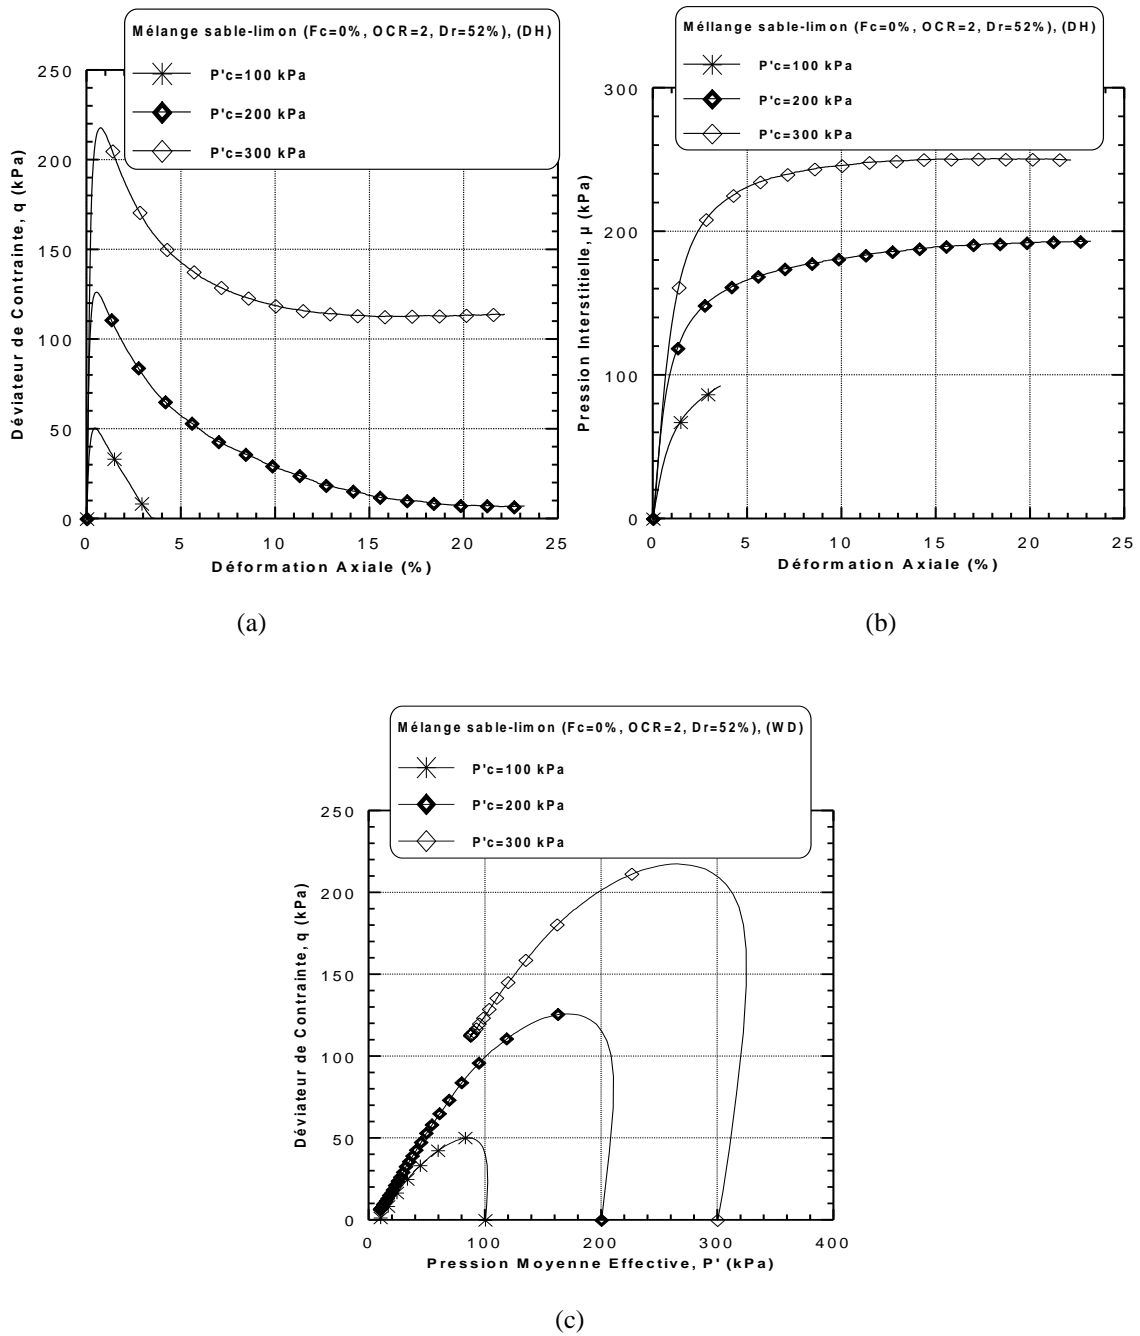 Mélange sable-limon (Fc=0%, OCR=2, Dr=52%), (DH)
P'c=100 kPa
P'c=200 kPa
P'c=300 kPa
250
200
150
100
50
0
Déviateur de Contrainte, q (kPa)
0 5 10 15 20 25
Déformation Axiale (%)
(a)
Méllange sable-limon (Fc=0%, OCR=2, Dr=52%), (DH)
P'c=100 kPa
P'c=200 kPa
P'c=300 kPa
300
200
100
0
Pression Interstitielle, µ (kPa)
0 5 10 15 20 25
Déformation Axiale (%)
(b)
Mélange sable-limon (Fc=0%, OCR=2, Dr=52%), (WD)
P'c=100 kPa
P'c=200 kPa
P'c=300 kPa
250
200
150
100
50
0
Déviateur de Contrainte, q (kPa)
0 100 200 300 400
Pression Moyenne Effective, P' (kPa)
(c)